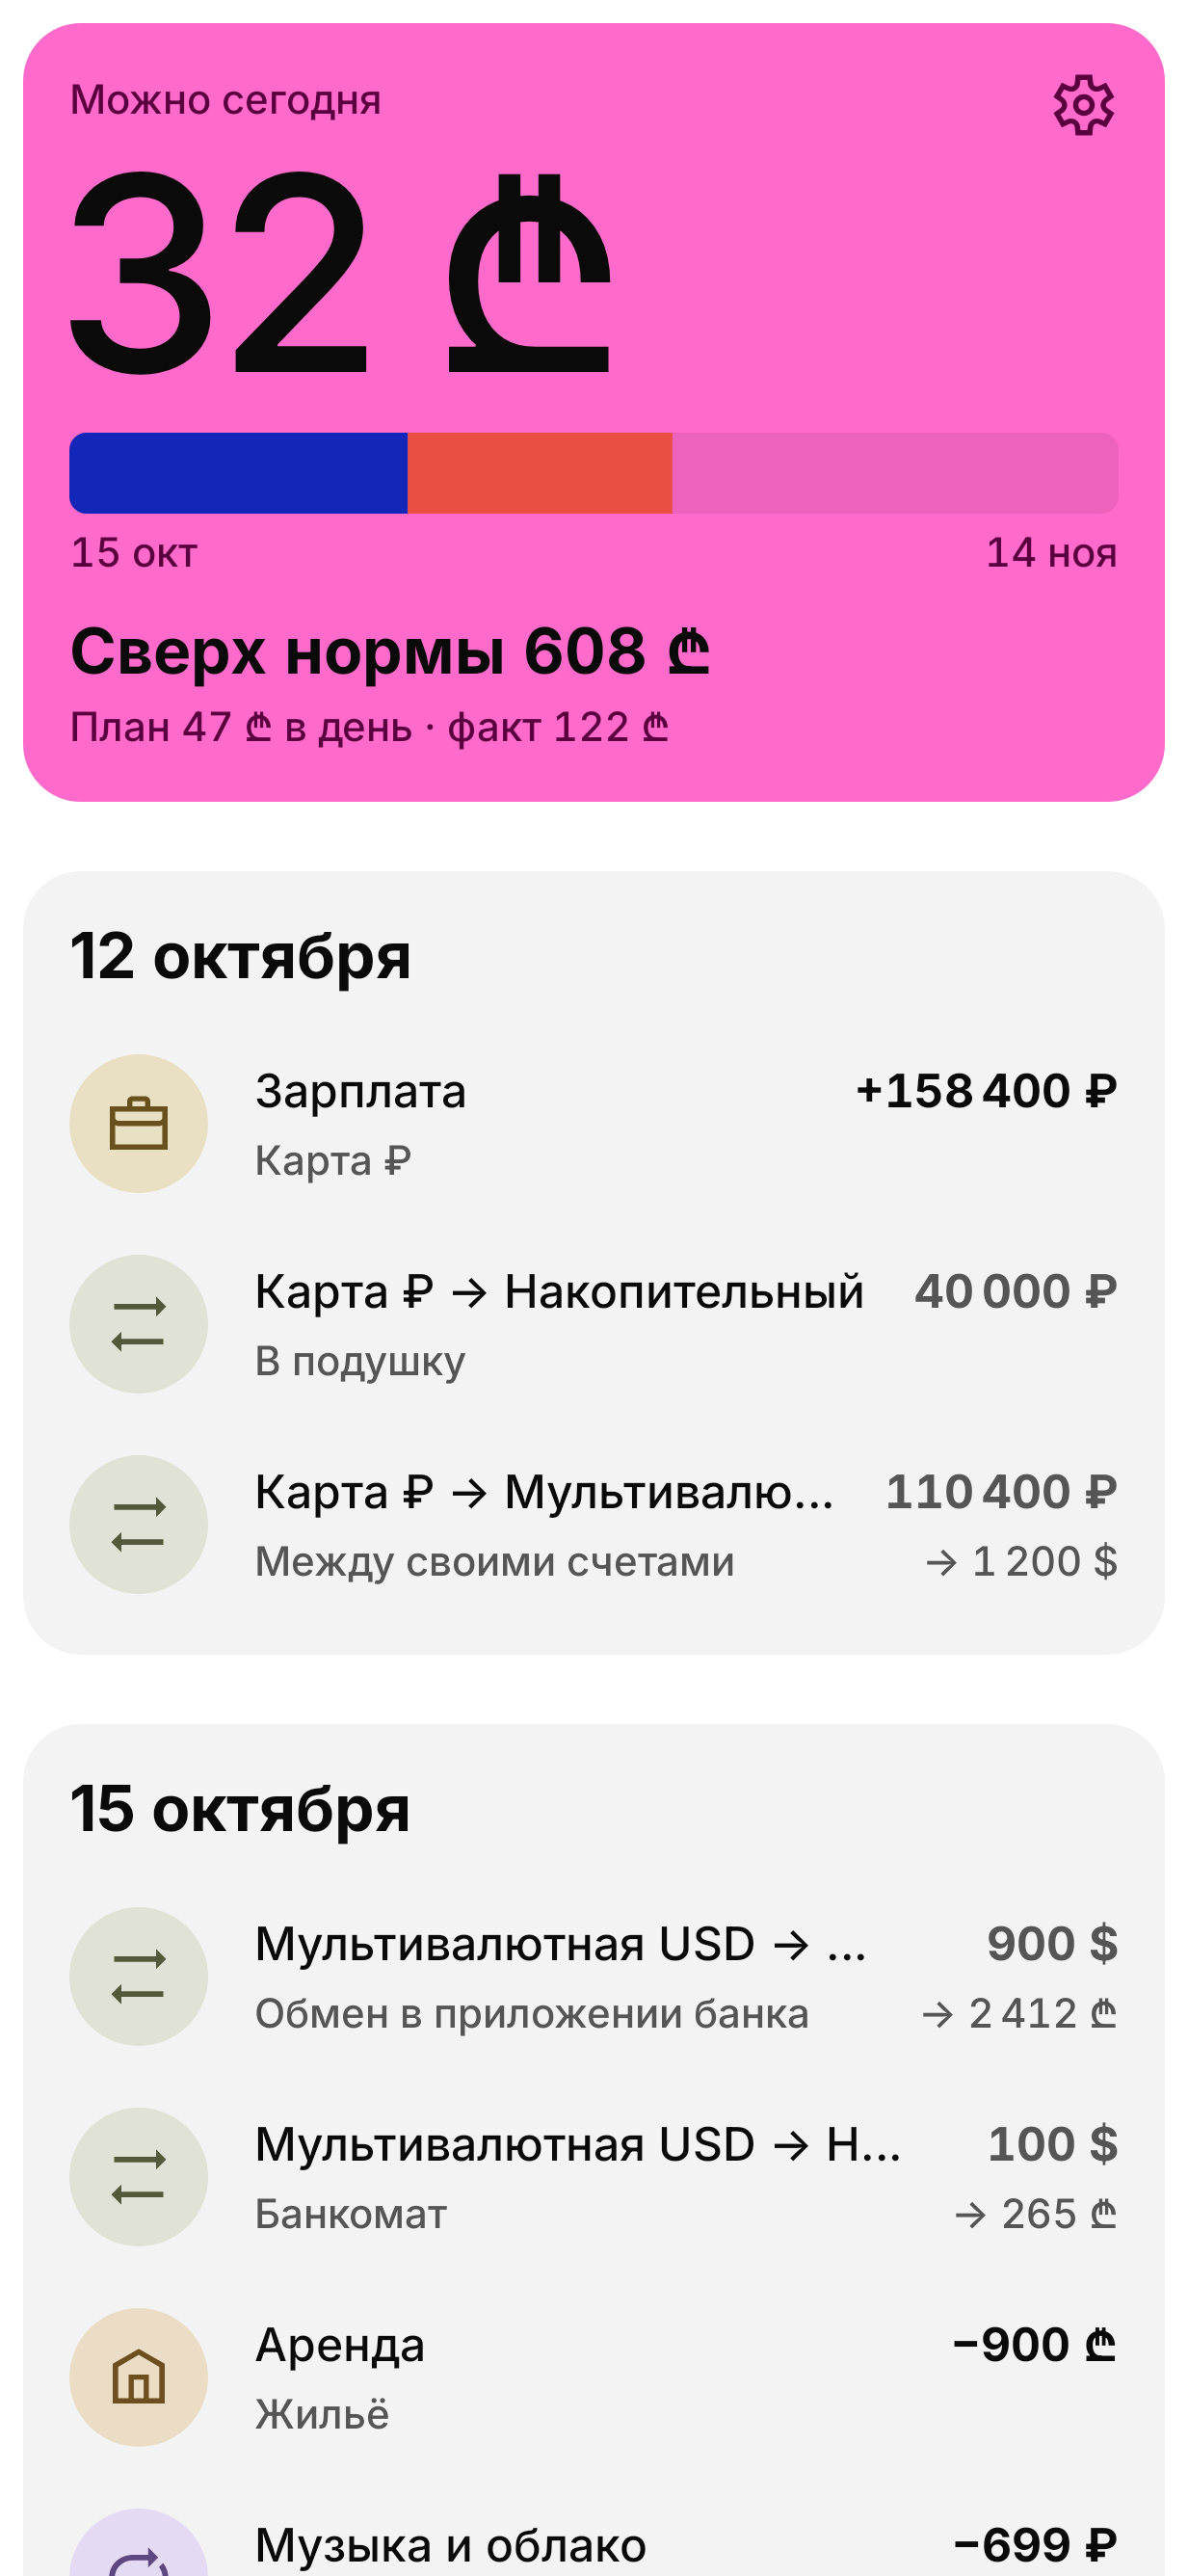 Можно сегодня
32 ₾
15 окт
14 ноя
Сверх нормы 608 ₾
План 47 ₾ в день · факт 122 ₾
12 октября
Зарплата
+158 400 ₽
Карта ₽
Карта ₽ → Накопительный
40 000 ₽
В подушку
Карта ₽ → Мультивалю...
110 400 ₽
Между своими счетами
→ 1 200 $
15 октября
Мультивалютная USD → ...
900 $
Обмен в приложении банка
→ 2 412 ₾
Мультивалютная USD → Н...
100 $
Банкомат
→ 265 ₾
Аренда
−900 ₾
Жильё
Музыка и облако
−699 ₽